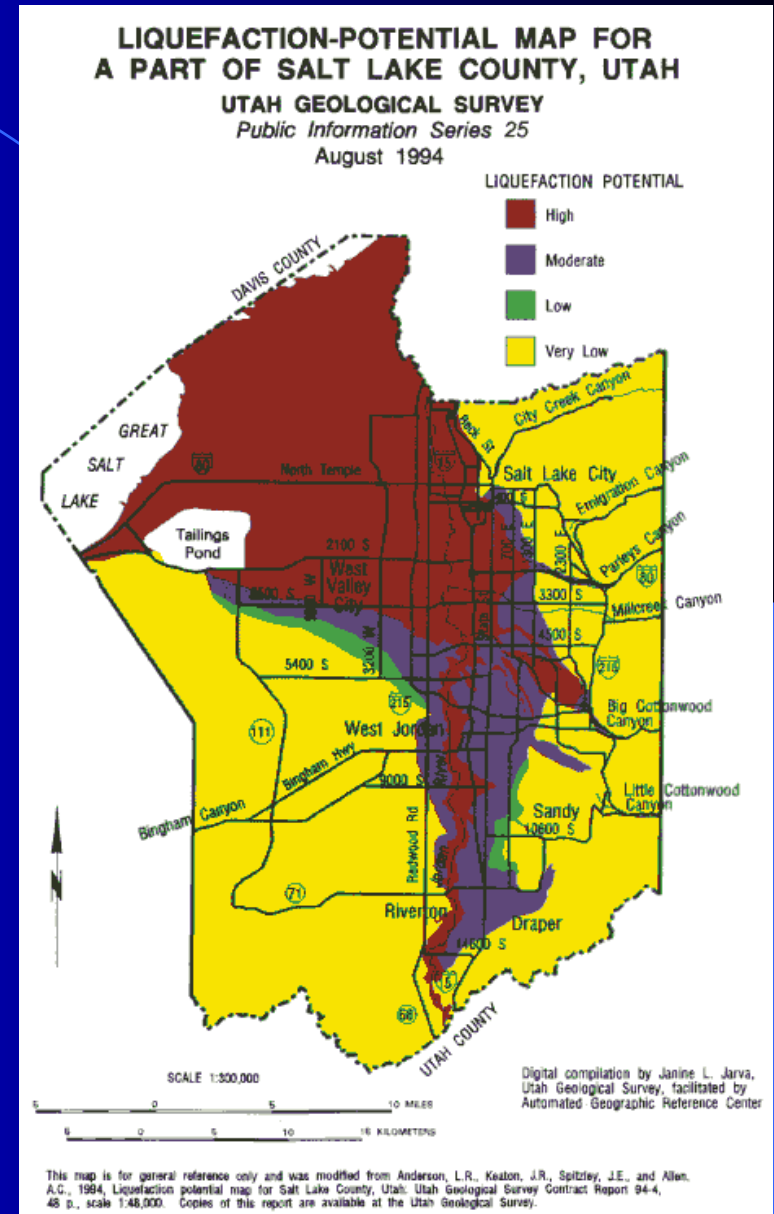 LIQUEFACTION-POTENTIAL MAP FOR
A PART OF SALT LAKE COUNTY, UTAH
UTAH GEOLOGICAL SURVEY
Public Information Series 25
August 1994
LIQUEFACTION POTENTIAL
High
Moderate
Low
Very Low
DAVIS COUNTY
City Creek Canyon
Beck St
GREAT
SALT
LAKE
80
15
North Temple
Salt Lake City
Emigration Canyon
Tailings
Pond
2100 S
700 E
1300 E
2300 E
Parleys Canyon
80
West
Valley
City
3500 S
State St
3300 S
Millcreek Canyon
4500 S
3200 W
5400 S
215
215
Big Cottonwood
Canyon
111
West Jordan
Bingham Hwy
9000 S
River
Little Cottonwood
Canyon
Bingham Canyon
Sandy
10600 S
Redwood Rd
Jordan
71
Riverton
Draper
14600 S
15
68
N
UTAH COUNTY
SCALE 1:300,000
5 0 5 10 MILES
5 0 5 10 15 KILOMETERS
Digital compilation by Janine L. Jarva,
Utah Geological Survey, facilitated by
Automated Geographic Reference Center
This map is for general reference only and was modified from Anderson, L.R., Keaton, J.R., Spitzley, J.E., and Allen,
A.C., 1994, Liquefaction potential map for Salt Lake County, Utah: Utah Geological Survey Contract Report 94-4,
48 p., scale 1:48,000. Copies of this report are available at the Utah Geological Survey.